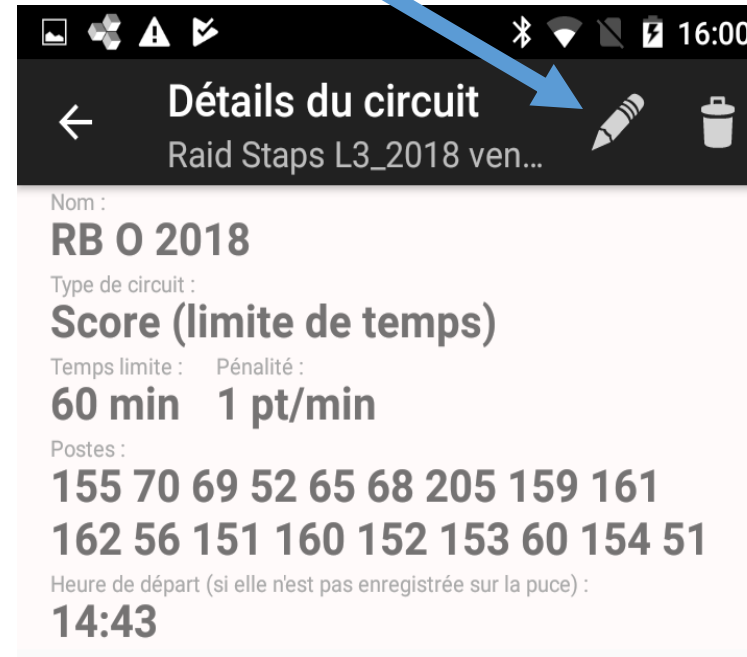 16:00
Détails du circuit
Raid Staps L3_2018 ven...
Nom :
RB O 2018
Type de circuit :
Score (limite de temps)
Temps limite : Pénalité :
60 min 1 pt/min
Postes :
155 70 69 52 65 68 205 159 161
162 56 151 160 152 153 60 154 51
Heure de départ (si elle n'est pas enregistrée sur la puce) :
14:43